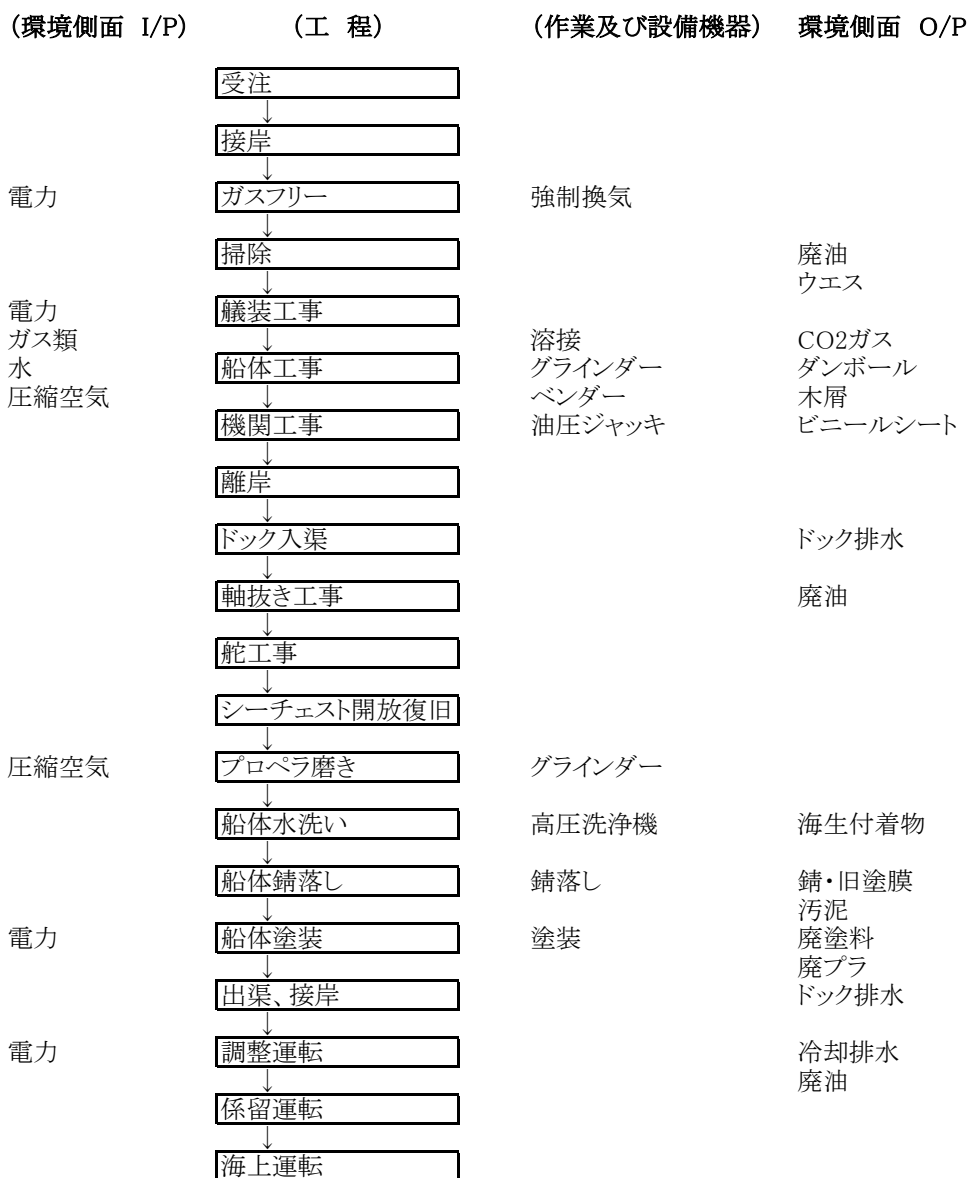 (環境側面 I/P) (工 程) (作業及び設備機器) 環境側面 O/P
受注
↓
接岸
↓
電力 ガスフリー 強制換気
↓
掃除 廃油
↓ ウエス
電力 艤装工事
ガス類 ↓ 溶接 CO2ガス
水 船体工事 グラインダー ダンボール
圧縮空気 ↓ ベンダー 木屑
機関工事 油圧ジャッキ ビニールシート
↓
離岸
↓
ドック入渠 ドック排水
↓
軸抜き工事 廃油
↓
舵工事
↓
シーチェスト開放復旧
↓
圧縮空気 プロペラ磨き グラインダー
↓
船体水洗い 高圧洗浄機 海生付着物
↓
船体錆落し 錆落し 錆・旧塗膜
↓ 汚泥
電力 船体塗装 塗装 廃塗料
↓ 廃プラ
出渠、接岸 ドック排水
↓
電力 調整運転 冷却排水
↓ 廃油
係留運転
↓
海上運転